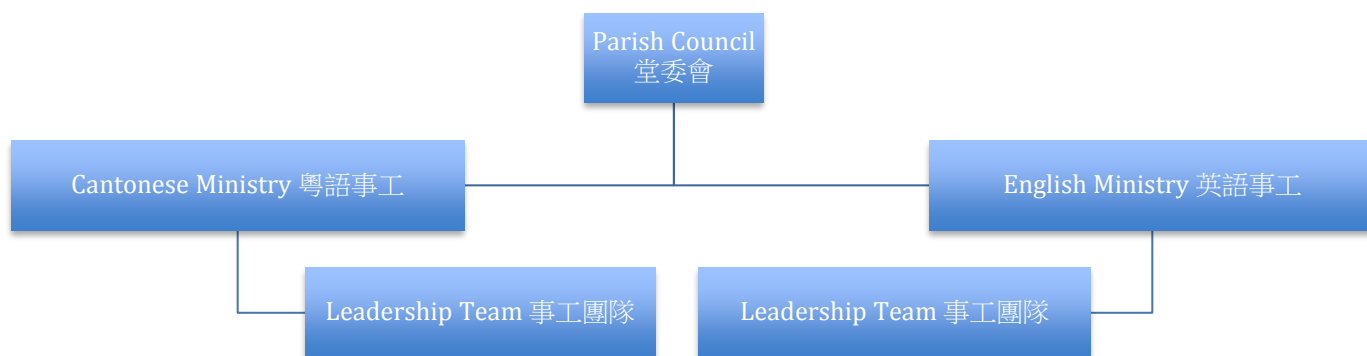 Parish Council
堂委會
Cantonese Ministry 粵語事工
English Ministry 英語事工
Leadership Team 事工團隊
Leadership Team 事工團隊